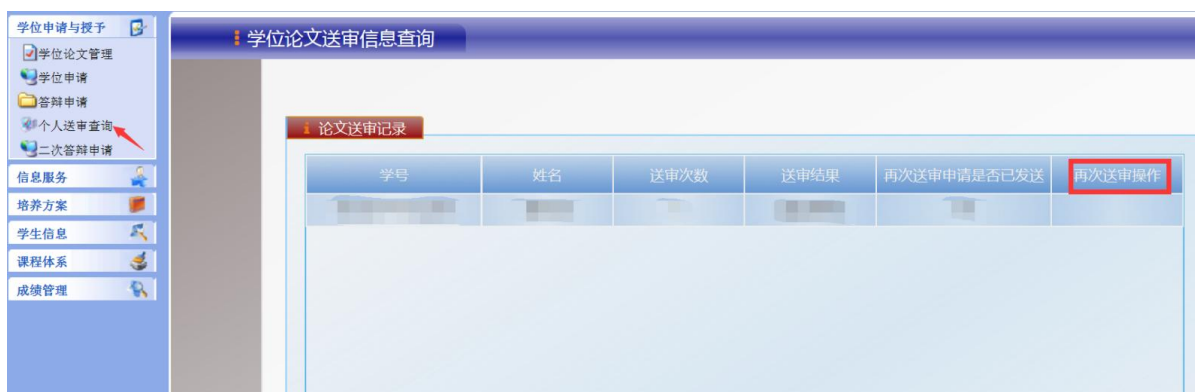 学位申请与授予
学位论文管理
学位申请
答辩申请
个人送审查询
二次答辩申请
信息服务
培养方案
学生信息
课程体系
成绩管理
学位论文送审信息查询
论文送审记录
学号 姓名 送审次数 送审结果 再次送审申请是否已发送 再次送审操作